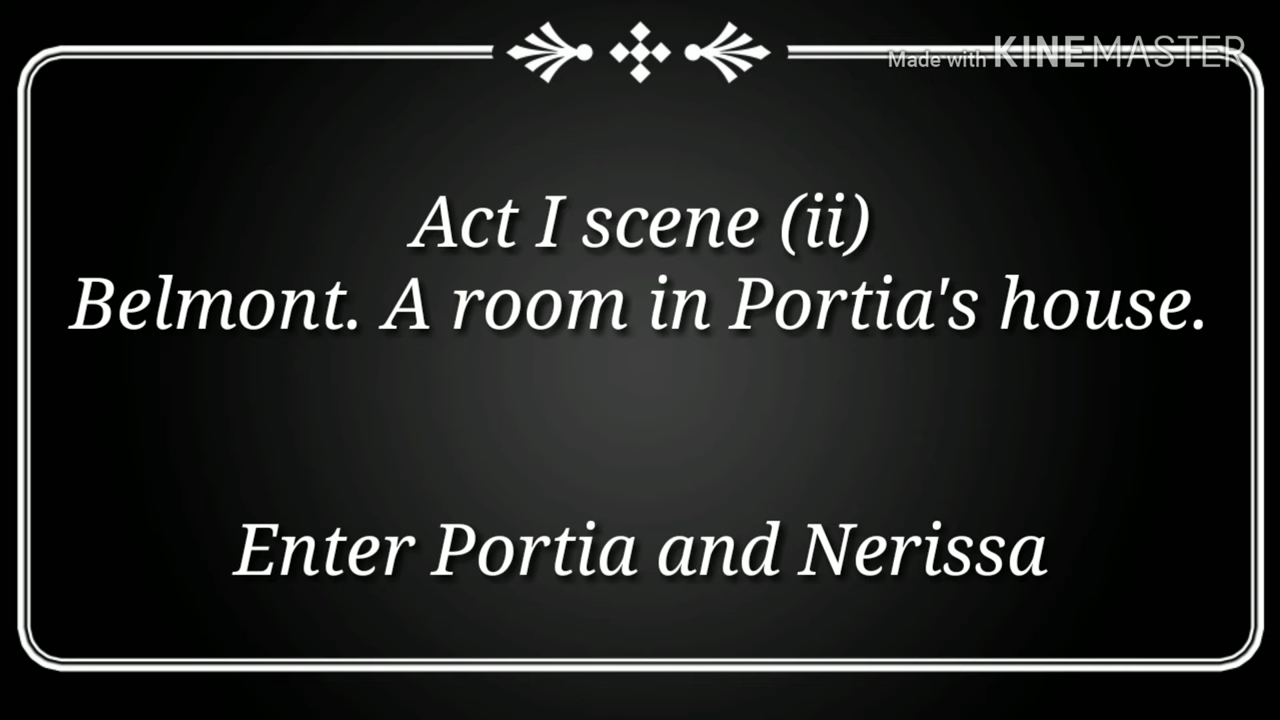 Made with KINEMASTER
Act I scene (ii)
Belmont. A room in Portia's house.
Enter Portia and Nerissa